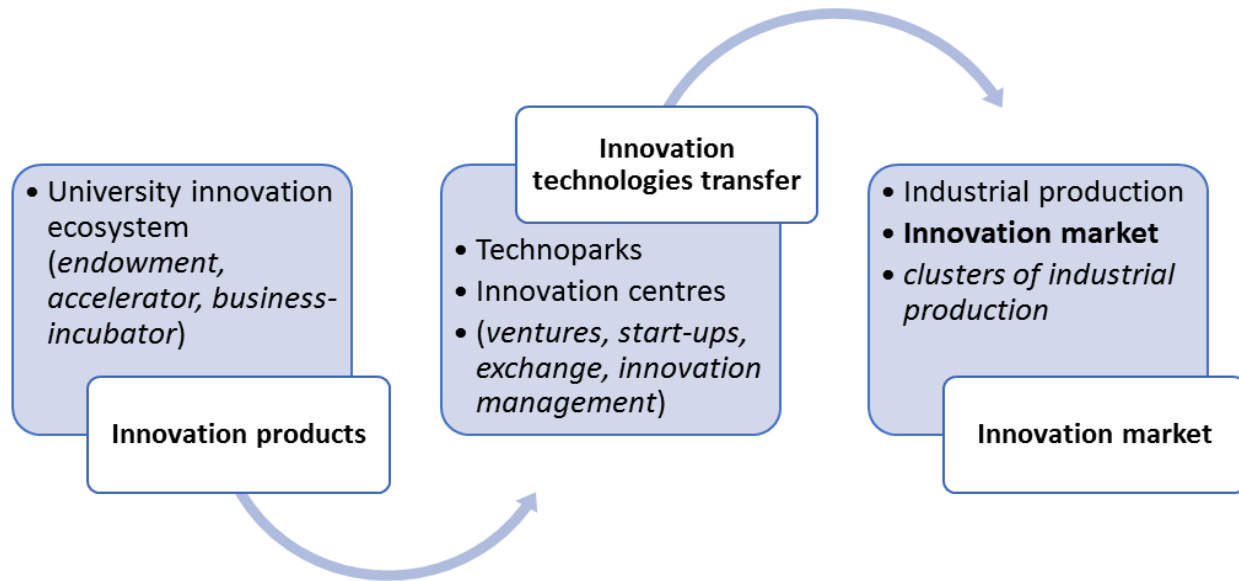 • University innovation
ecosystem
(endowment,
accelerator, business-
incubator)
Innovation products
Innovation
technologies transfer
• Technoparks
• Innovation centres
• (ventures, start-ups,
exchange, innovation
management)
• Industrial production
• Innovation market
• clusters of industrial
production
Innovation market